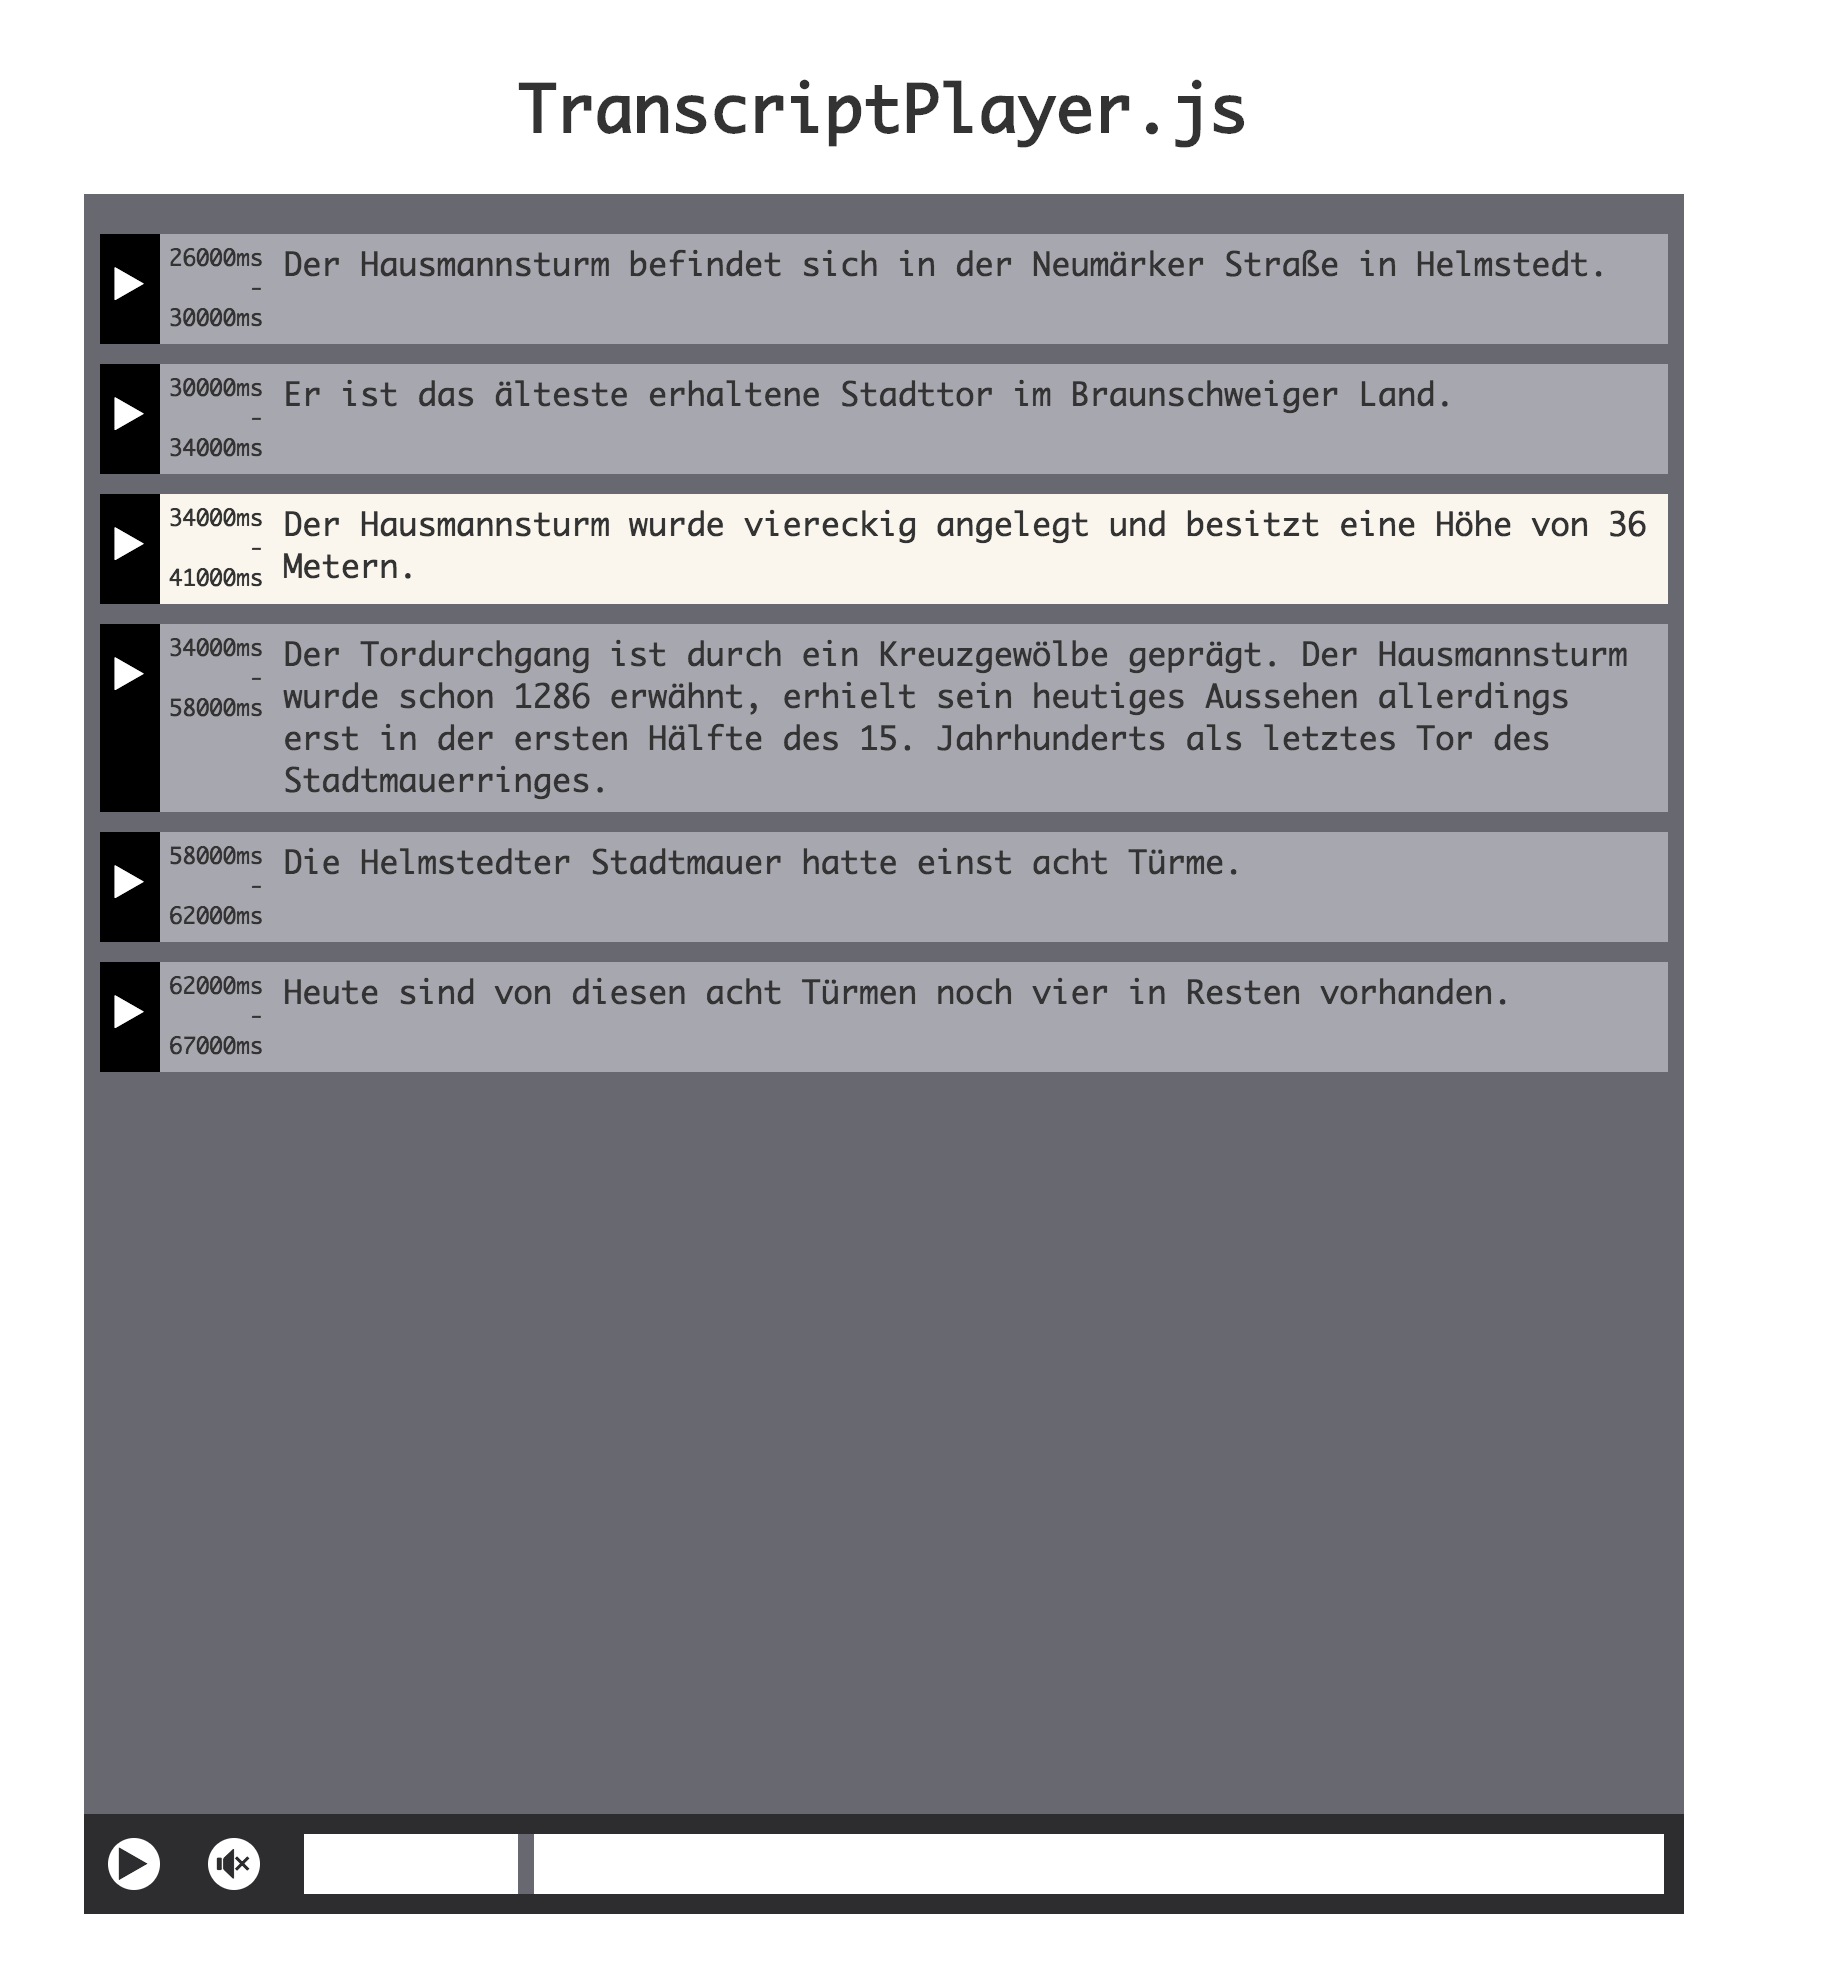 TranscriptPlayer.js
26000ms
-
30000ms
Der Hausmannsturm befindet sich in der Neumärker Straße in Helmstedt.
30000ms
-
34000ms
Er ist das älteste erhaltene Stadttor im Braunschweiger Land.
34000ms
-
41000ms
Der Hausmannsturm wurde viereckig angelegt und besitzt eine Höhe von 36
Metern.
34000ms
-
58000ms
Der Tordurchgang ist durch ein Kreuzgewölbe geprägt. Der Hausmannsturm
wurde schon 1286 erwähnt, erhielt sein heutiges Aussehen allerdings
erst in der ersten Hälfte des 15. Jahrhunderts als letztes Tor des
Stadtmauerringes.
58000ms
-
62000ms
Die Helmstedter Stadtmauer hatte einst acht Türme.
62000ms
-
67000ms
Heute sind von diesen acht Türmen noch vier in Resten vorhanden.